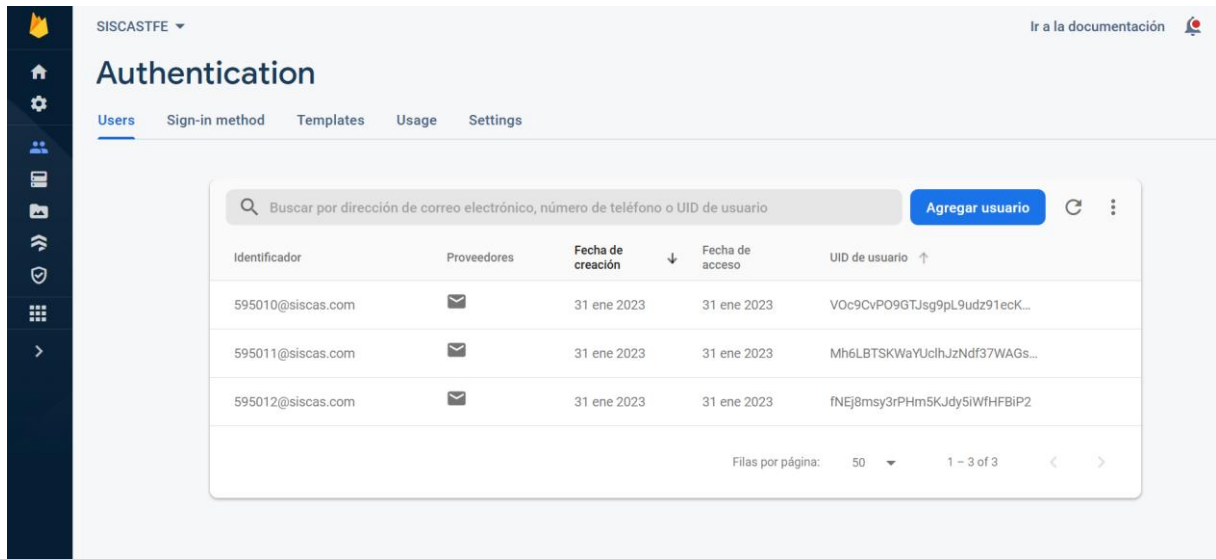 SISCASTFE
Ir a la documentación
Authentication
Users Sign-in method Templates Usage Settings
Buscar por dirección de correo electrónico, número de teléfono o UID de usuario
Agregar usuario
Identificador Proveedores Fecha de creación Fecha de acceso UID de usuario
595010@siscas.com 31 ene 2023 31 ene 2023 VOc9CvPO9GTJsg9pL9udz91ecK...
595011@siscas.com 31 ene 2023 31 ene 2023 Mh6LBTSKWaYUclhJzNdf37WAGs...
595012@siscas.com 31 ene 2023 31 ene 2023 fNEj8msy3rPHm5KJdy5iWfHFBiP2
Filas por página: 50 1 – 3 of 3